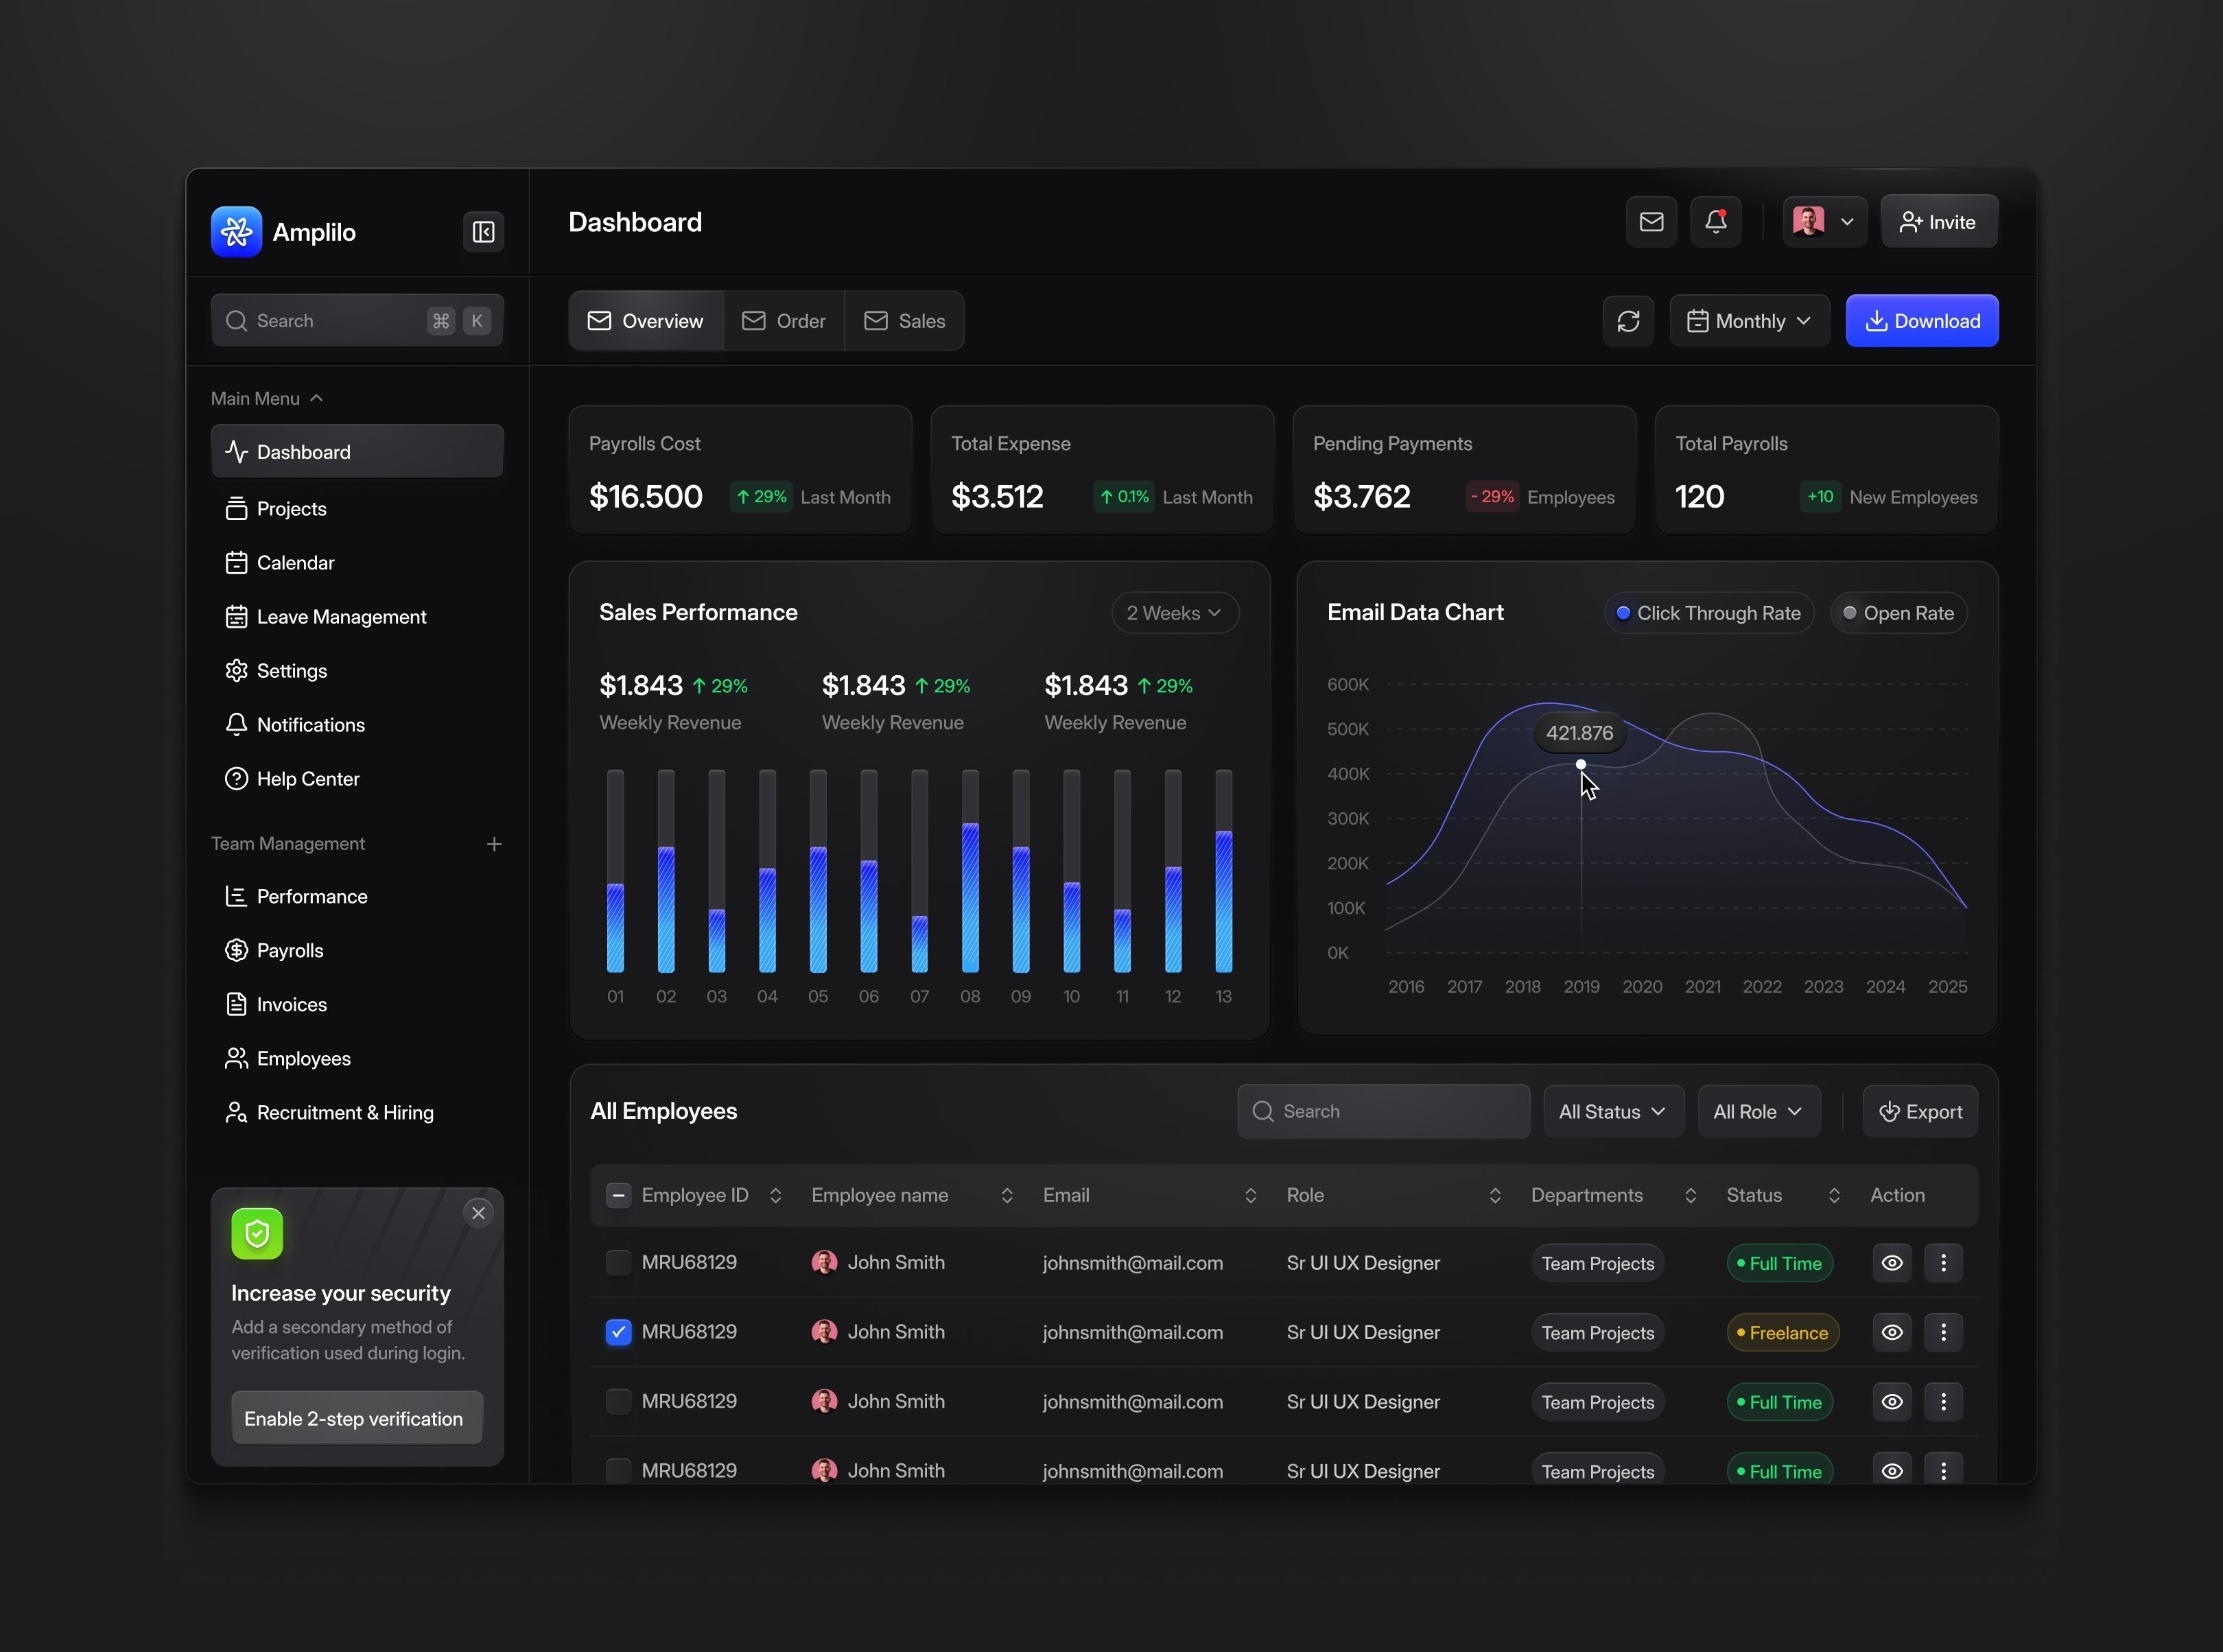 Amplilo
Search ⌘ K
Main Menu
Dashboard
Projects
Calendar
Leave Management
Settings
Notifications
Help Center
Team Management
Performance
Payrolls
Invoices
Employees
Recruitment & Hiring
Increase your security
Add a secondary method of
verification used during login.
Enable 2-step verification
Dashboard
Invite
Overview Order Sales
Monthly Download
Payrolls Cost
$16.500 ↑ 29% Last Month
Total Expense
$3.512 ↑ 0.1% Last Month
Pending Payments
$3.762 - 29% Employees
Total Payrolls
120 +10 New Employees
Sales Performance 2 Weeks
$1.843 ↑ 29% $1.843 ↑ 29% $1.843 ↑ 29%
Weekly Revenue Weekly Revenue Weekly Revenue
01 02 03 04 05 06 07 08 09 10 11 12 13
Email Data Chart Click Through Rate Open Rate
600K
500K
421.876
400K
300K
200K
100K
0K
2016 2017 2018 2019 2020 2021 2022 2023 2024 2025
All Employees Search All Status All Role Export
Employee ID Employee name Email Role Departments Status Action
MRU68129 John Smith johnsmith@mail.com Sr UI UX Designer Team Projects Full Time
MRU68129 John Smith johnsmith@mail.com Sr UI UX Designer Team Projects Freelance
MRU68129 John Smith johnsmith@mail.com Sr UI UX Designer Team Projects Full Time
MRU68129 John Smith johnsmith@mail.com Sr UI UX Designer Team Projects Full Time